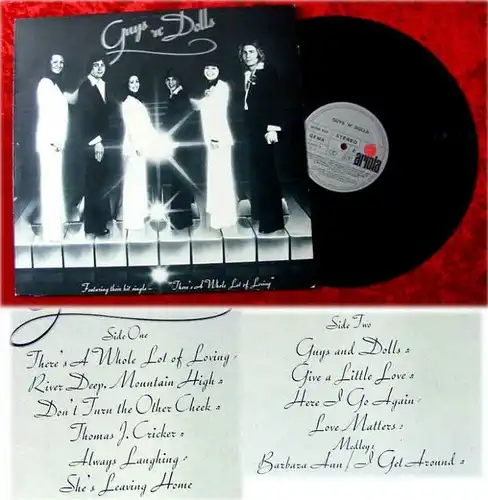 Guys 'n' Dolls
Featuring their hit single - "There's A Whole Lot of Loving"
GUYS 'N' DOLLS
STEREO
ariola
Side One
There's A Whole Lot of Loving
River Deep, Mountain High
Don't Turn the Other Cheek
Thomas J. Cricker
Always Laughing
She's Leaving Home
Side Two
Guys and Dolls
Give a Little Love
Here I Go Again
Love Matters
Medley:
Barbara Ann / I Get Around